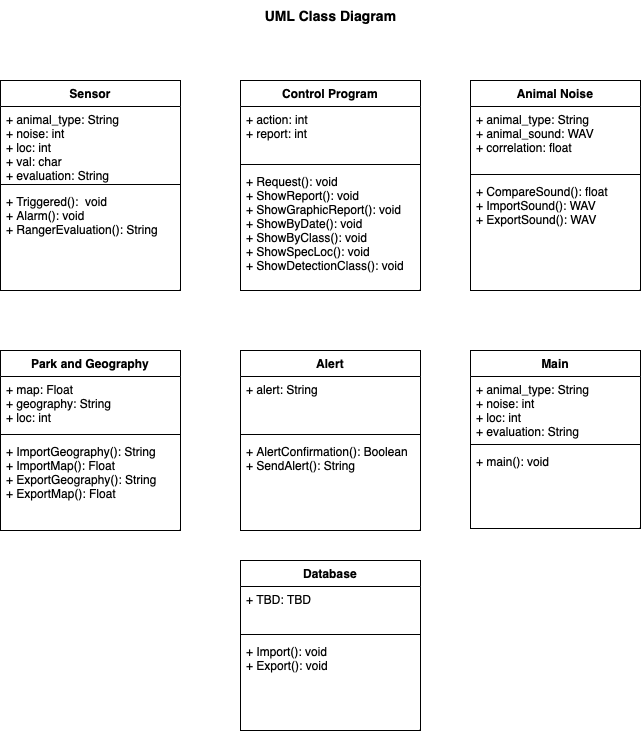 UML Class Diagram
Sensor
+ animal_type: String
+ noise: int
+ loc: int
+ val: char
+ evaluation: String
+ Triggered():  void
+ Alarm(): void
+ RangerEvaluation(): String
Control Program
+ action: int
+ report: int
+ Request(): void
+ ShowReport(): void
+ ShowGraphicReport(): void
+ ShowByDate(): void
+ ShowByClass(): void
+ ShowSpecLoc(): void
+ ShowDetectionClass(): void
Animal Noise
+ animal_type: String
+ animal_sound: WAV
+ correlation: float
+ CompareSound(): float
+ ImportSound(): WAV
+ ExportSound(): WAV
Park and Geography
+ map: Float
+ geography: String
+ loc: int
+ ImportGeography(): String
+ ImportMap(): Float
+ ExportGeography(): String
+ ExportMap(): Float
Alert
+ alert: String
+ AlertConfirmation(): Boolean
+ SendAlert(): String
Main
+ animal_type: String
+ noise: int
+ loc: int
+ evaluation: String
+ main(): void
Database
+ TBD: TBD
+ Import(): void
+ Export(): void